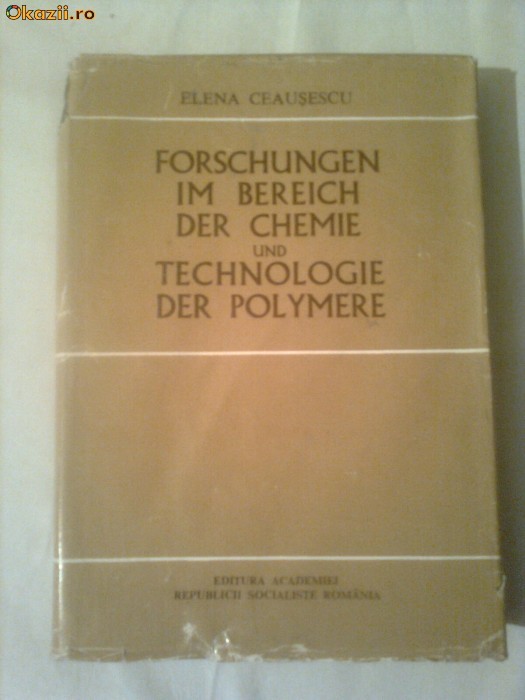 Okazii.ro
ELENA CEAUŞESCU
FORSCHUNGEN
IM BEREICH
DER CHEMIE
UND
TECHNOLOGIE
DER POLYMERE
EDITURA ACADEMIEI
REPUBLICII SOCIALISTE ROMÂNIA